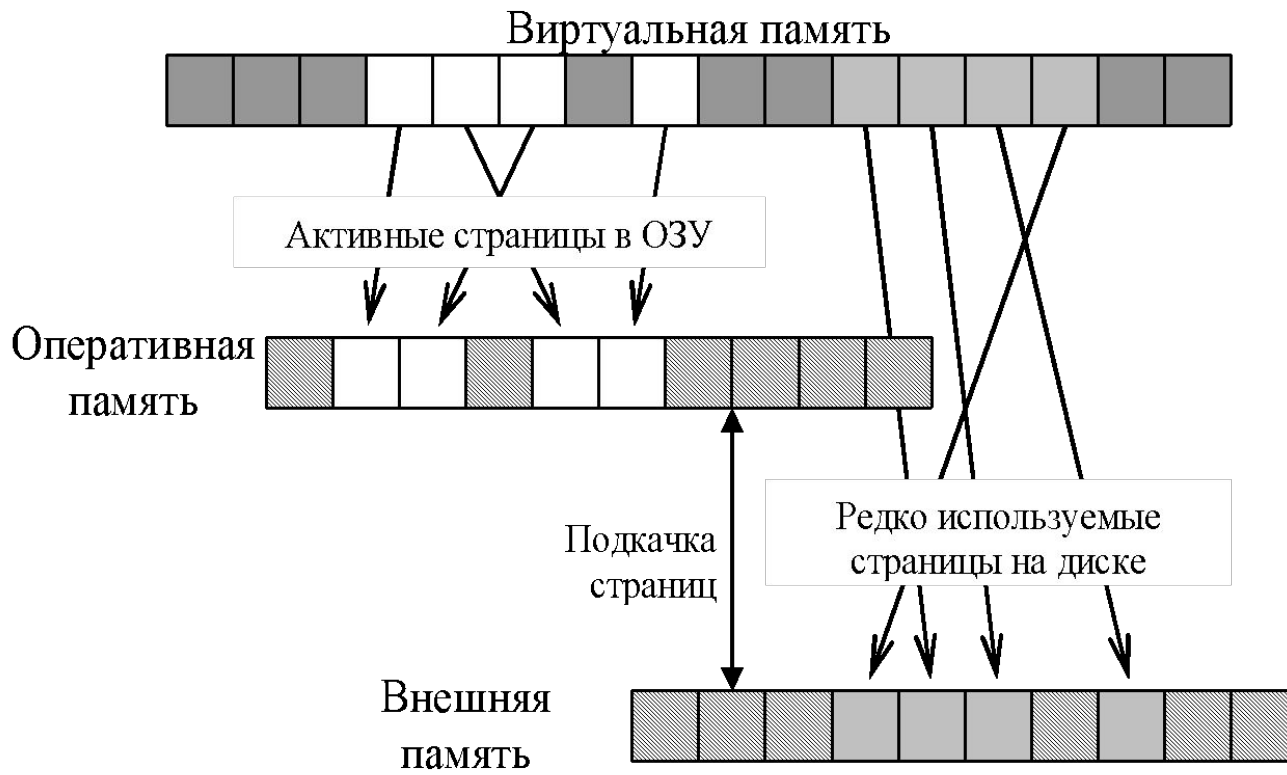 Виртуальная память
Активные страницы в ОЗУ
Оперативная
память
Подкачка
страниц
Редко используемые
страницы на диске
Внешняя
память